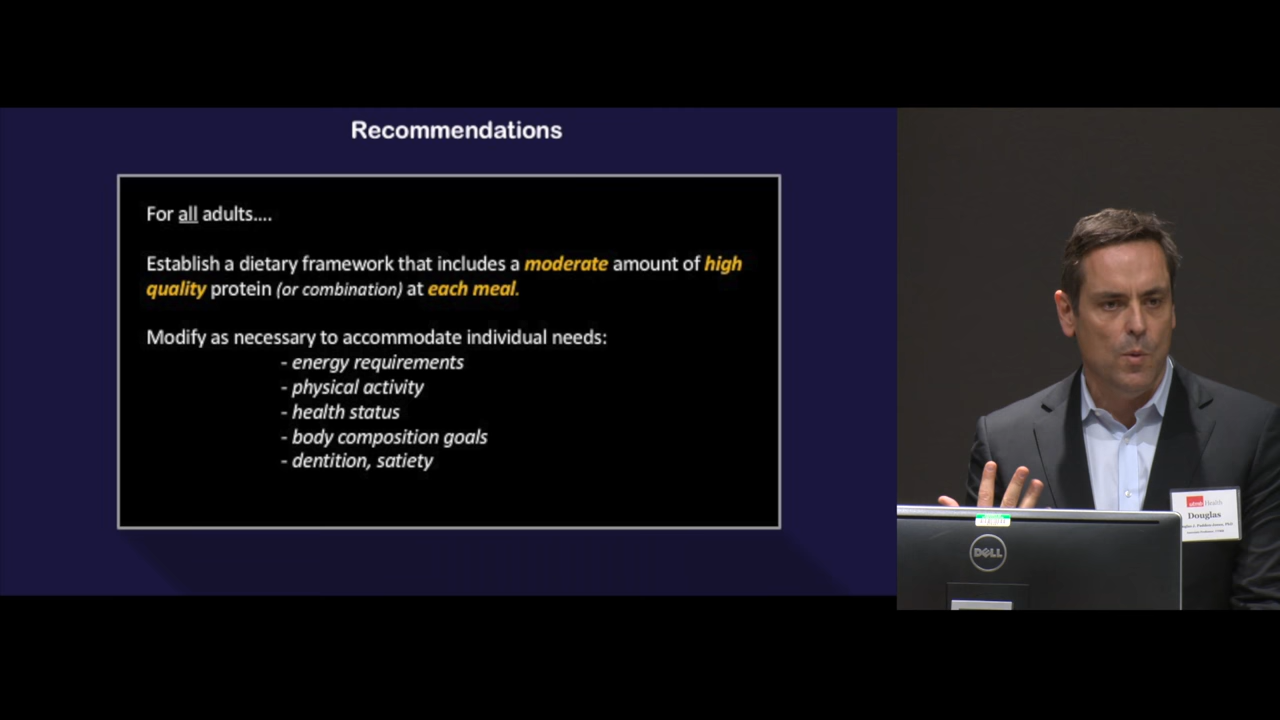 Recommendations
For all adults....
Establish a dietary framework that includes a moderate amount of high
quality protein (or combination) at each meal.
Modify as necessary to accommodate individual needs:
- energy requirements
- physical activity
- health status
- body composition goals
- dentition, satiety
utmb Health
Douglas
DELL